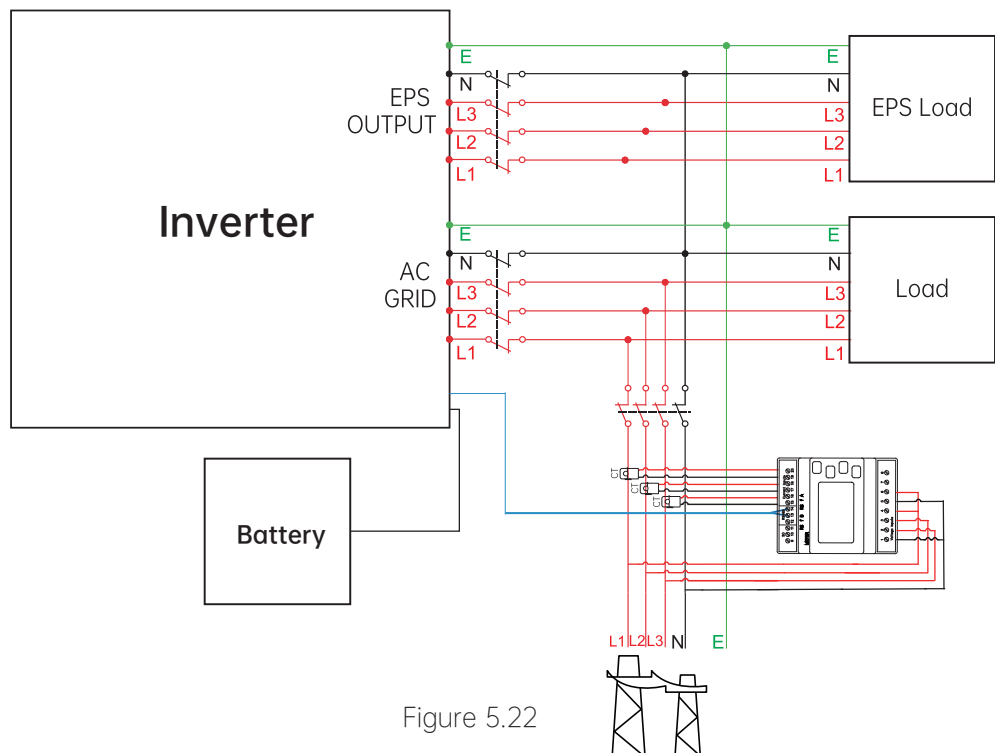 Inverter
EPS
OUTPUT
E
N
L3
L2
L1
E
N
L3
L2
L1
EPS Load
AC
GRID
E
N
L3
L2
L1
E
N
L3
L2
L1
Load
Battery
CT
CT
CT
L1 L2 L3 N E
Figure 5.22